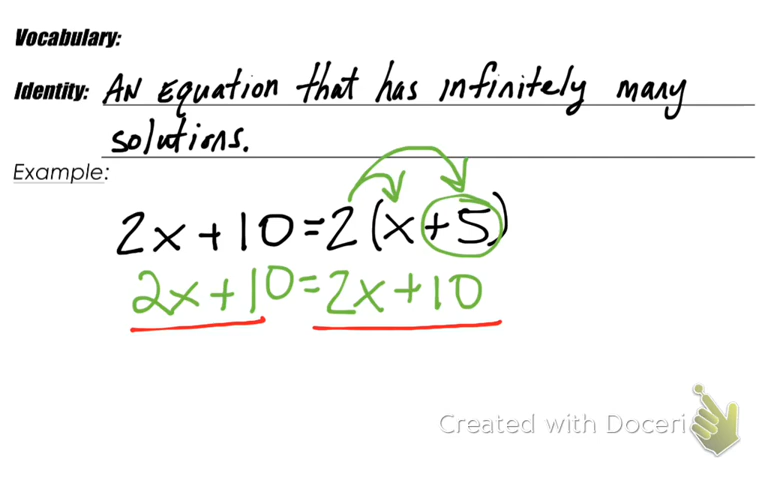 Vocabulary:
Identity: AN Equation that has infinitely many
solutions.
Example:
2x+10=2(x+5)
2x+10=2x+10
Created with Doceri